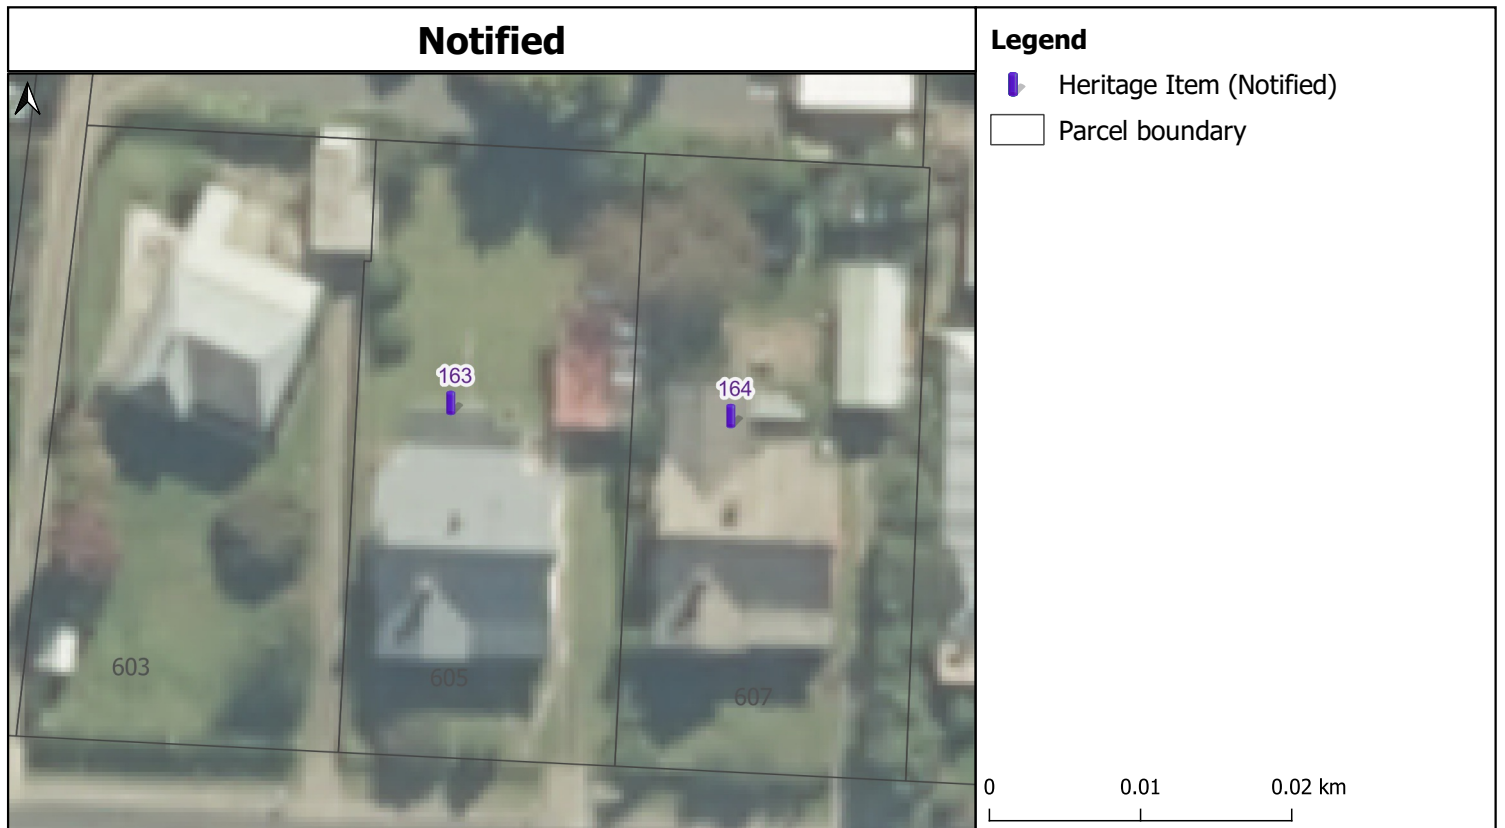 Notified
163
164
603
605
607
Legend
Heritage Item (Notified)
Parcel boundary
0 0.01 0.02 km